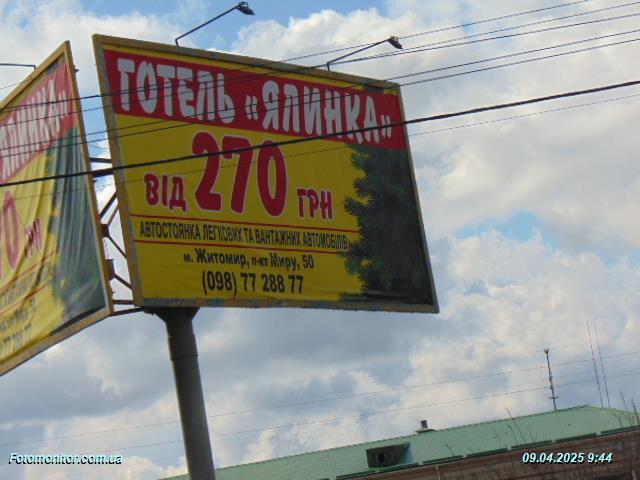 ГОТЕЛЬ «ЯЛИНКА»
ВІД 270 ГРН
АВТОСТОЯНКА ЛЕГКОВИХ ТА ВАНТАЖНИХ АВТОМОБІЛІВ
м. Житомир, п-кт Миру, 50
(098) 77 288 77
Fotomonitor.com.ua
09.04.2025 9:44